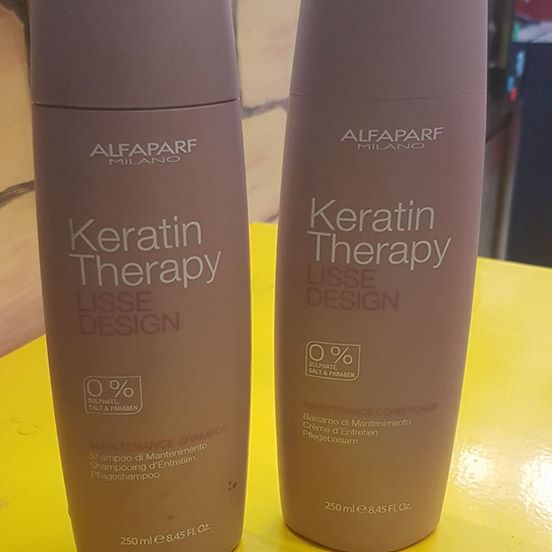 ALFAPARF
MILANO
Keratin
Therapy
LISSE
DESIGN
0%
SULPHATE,
SALT & PARABEN
MAINTENANCE SHAMPOO
Shampoo di Mantenimento
Shampooing d'Entretien
Pflegeshampoo
250 ml e 8.45 Fl. Oz.
ALFAPARF
MILANO
Keratin
Therapy
LISSE
DESIGN
0%
SULPHATE,
SALT & PARABEN
MAINTENANCE CONDITIONER
Balsamo di Mantenimento
Crème d'Entretien
Pflegebalsam
250 ml e 8.45 Fl. Oz.